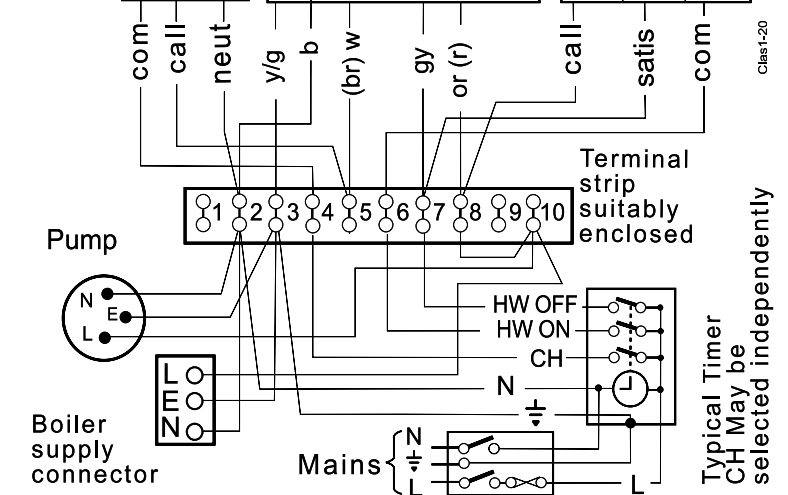 com
call
neut
y/g
b
(br) w
gy
or (r)
call
satis
com
Clas1-20
Terminal
strip
suitably
enclosed
1 2 3 4 5 6 7 8 9 10
Pump
N
E
L
HW OFF
HW ON
CH
N
L
E
N
Boiler
supply
connector
Mains
N
L
L
Typical Timer
CH May be
selected independently